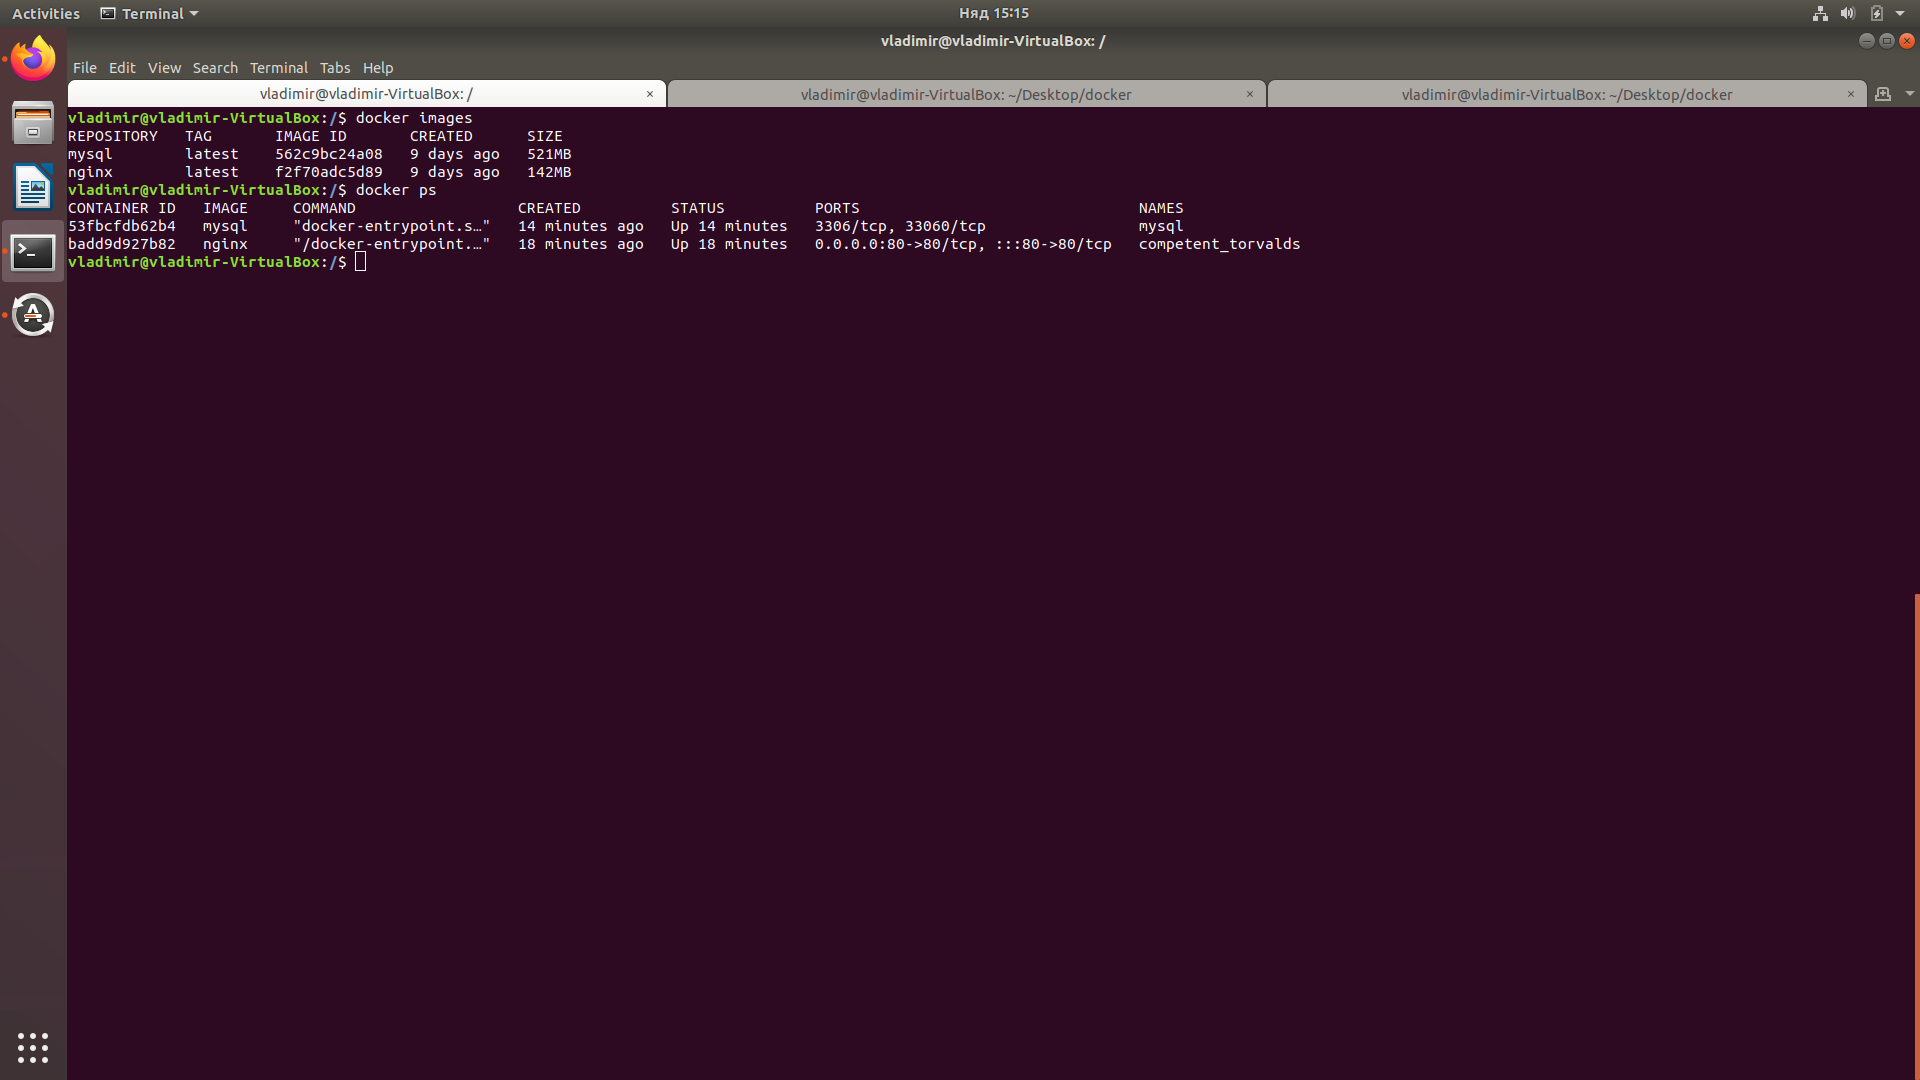 Activities Terminal Няд 15:15
vladimir@vladimir-VirtualBox: /
File Edit View Search Terminal Tabs Help
vladimir@vladimir-VirtualBox: / × vladimir@vladimir-VirtualBox: ~/Desktop/docker × vladimir@vladimir-VirtualBox: ~/Desktop/docker ×
vladimir@vladimir-VirtualBox:/$ docker images
REPOSITORY TAG IMAGE ID CREATED SIZE
mysql latest 562c9bc24a08 9 days ago 521MB
nginx latest f2f70adc5d89 9 days ago 142MB
vladimir@vladimir-VirtualBox:/$ docker ps
CONTAINER ID IMAGE COMMAND CREATED STATUS PORTS NAMES
53fbcfdb62b4 mysql "docker-entrypoint.s…" 14 minutes ago Up 14 minutes 3306/tcp, 33060/tcp mysql
badd9d927b82 nginx "/docker-entrypoint.…" 18 minutes ago Up 18 minutes 0.0.0.0:80->80/tcp, :::80->80/tcp competent_torvalds
vladimir@vladimir-VirtualBox:/$